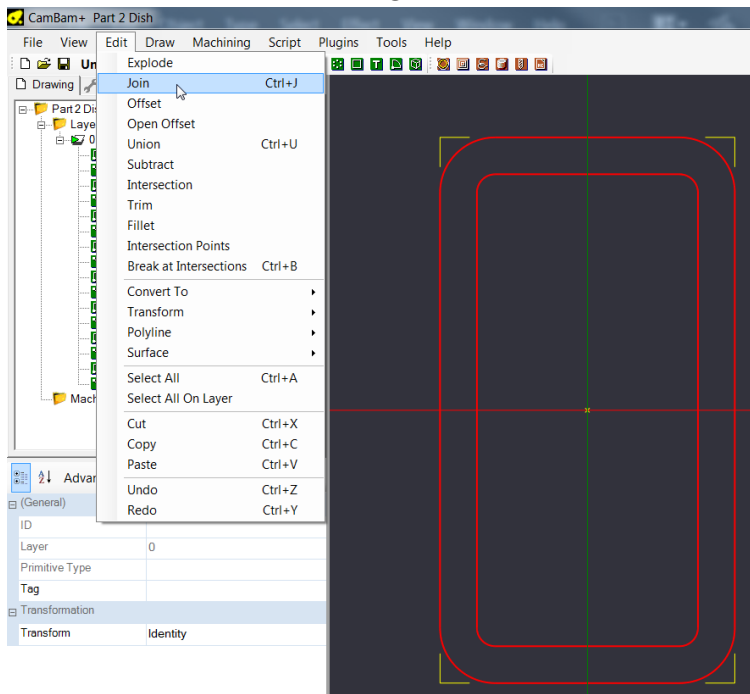 CamBam+ Part 2 Dish
File View Edit Draw Machining Script Plugins Tools Help
Un
Drawing
Part 2 Di
Laye
0
Mach
Explode
Join Ctrl+J
Offset
Open Offset
Union Ctrl+U
Subtract
Intersection
Trim
Fillet
Intersection Points
Break at Intersections Ctrl+B
Convert To
Transform
Polyline
Surface
Select All Ctrl+A
Select All On Layer
Cut Ctrl+X
Copy Ctrl+C
Paste Ctrl+V
Undo Ctrl+Z
Redo Ctrl+Y
Advar
(General)
ID
Layer 0
Primitive Type
Tag
Transformation
Transform Identity